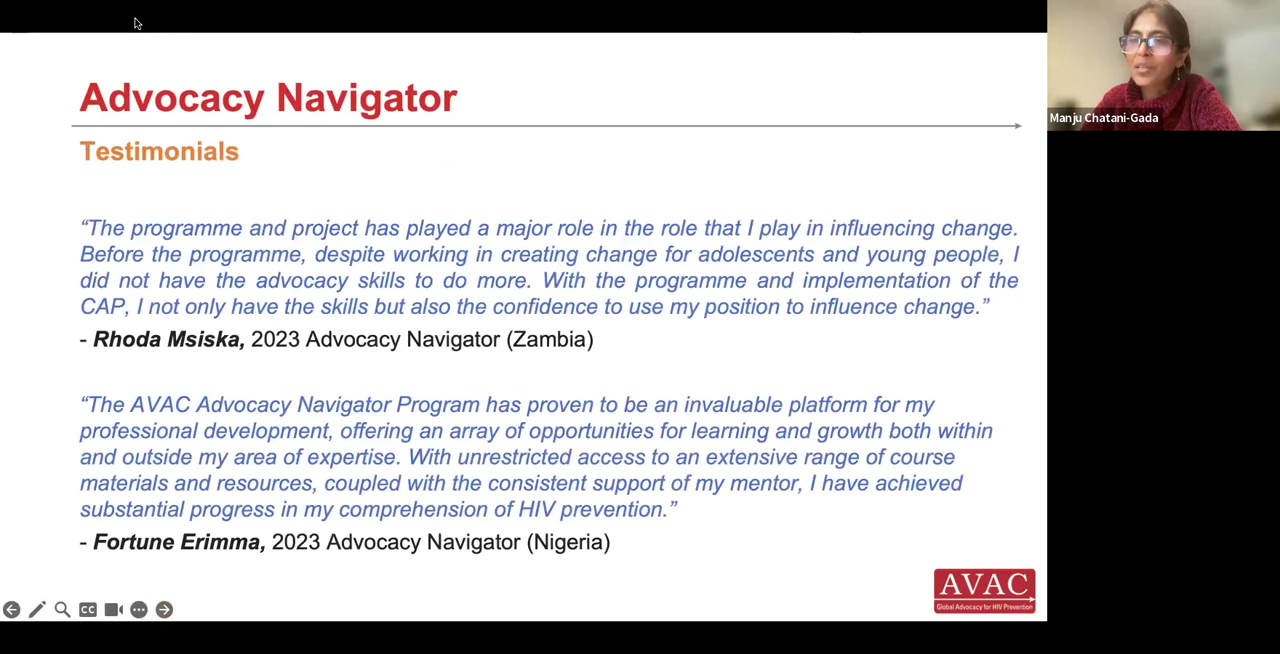 Advocacy Navigator
Testimonials
“The programme and project has played a major role in the role that I play in influencing change.
Before the programme, despite working in creating change for adolescents and young people, I
did not have the advocacy skills to do more. With the programme and implementation of the
CAP, I not only have the skills but also the confidence to use my position to influence change.”
- Rhoda Msiska, 2023 Advocacy Navigator (Zambia)
“The AVAC Advocacy Navigator Program has proven to be an invaluable platform for my
professional development, offering an array of opportunities for learning and growth both within
and outside my area of expertise. With unrestricted access to an extensive range of course
materials and resources, coupled with the consistent support of my mentor, I have achieved
substantial progress in my comprehension of HIV prevention.”
- Fortune Erimma, 2023 Advocacy Navigator (Nigeria)
AVAC
Global Advocacy for HIV Prevention
CC
Manju Chatani-Gada